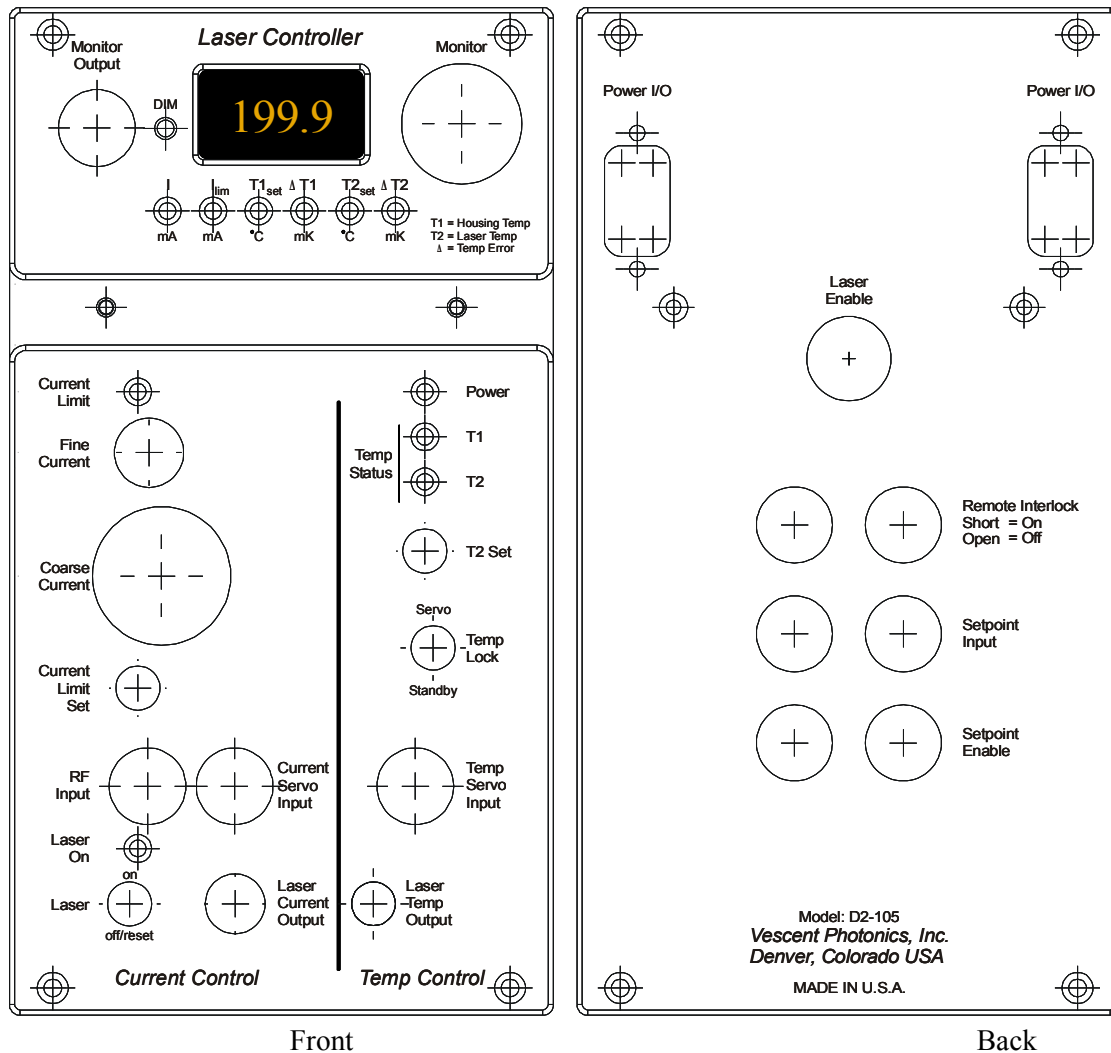 Laser Controller
Monitor
Output
Monitor
DIM
199.9
I
I lim
T1 set
Δ T1
T2 set
Δ T2
mA
mA
°C
mK
°C
mK
T1 = Housing Temp
T2 = Laser Temp
Δ = Temp Error
Current
Limit
Fine
Current
Coarse
Current
Current
Limit
Set
RF
Input
Current
Servo
Input
Laser
On
on
Laser
off/reset
Laser
Current
Output
Current Control
Power
Temp
Status
T1
T2
T2 Set
Servo
Temp
Lock
Standby
Temp
Servo
Input
Laser
Temp
Output
Temp Control
Front
Power I/O
Power I/O
Laser
Enable
Remote Interlock
Short = On
Open = Off
Setpoint
Input
Setpoint
Enable
Model: D2-105
Vescent Photonics, Inc.
Denver, Colorado USA
MADE IN U.S.A.
Back